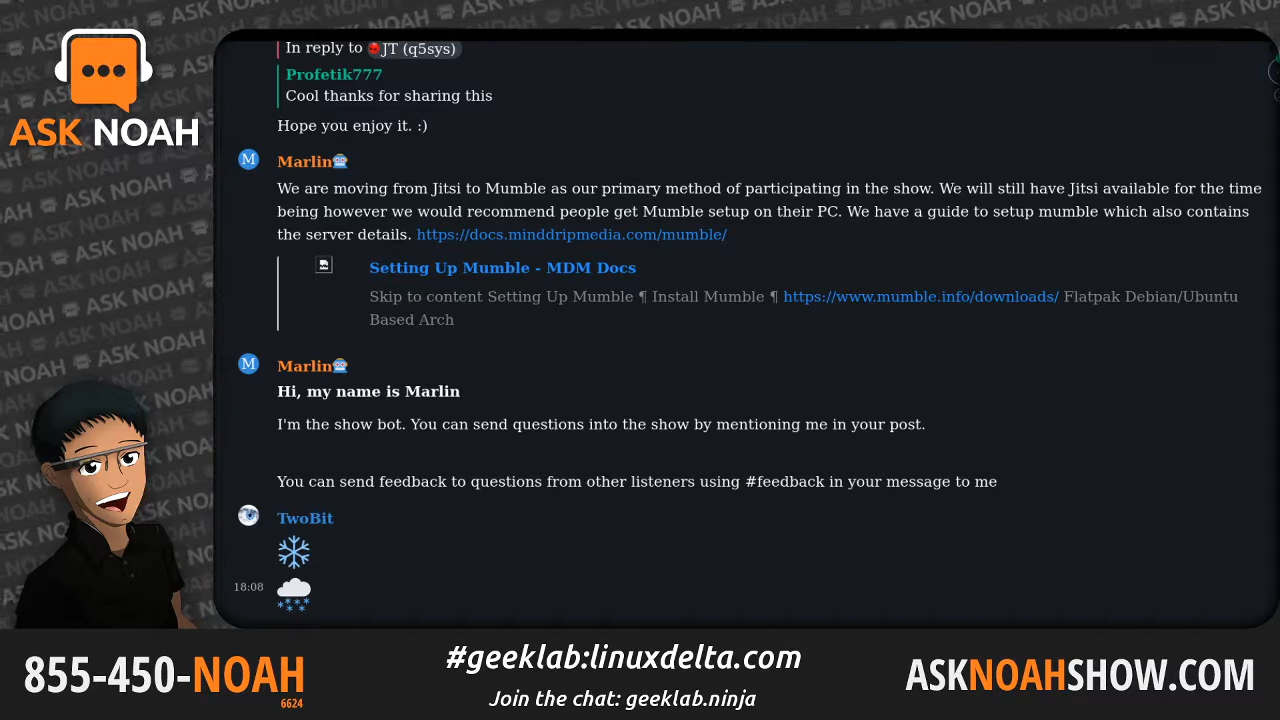 ASK NOAH
In reply to JT (q5sys)
Profetik777
Cool thanks for sharing this
Hope you enjoy it. :)
M
Marlin
We are moving from Jitsi to Mumble as our primary method of participating in the show. We will still have Jitsi available for the time
being however we would recommend people get Mumble setup on their PC. We have a guide to setup mumble which also contains
the server details. https://docs.minddripmedia.com/mumble/
Setting Up Mumble - MDM Docs
Skip to content Setting Up Mumble ¶ Install Mumble ¶ https://www.mumble.info/downloads/ Flatpak Debian/Ubuntu
Based Arch
M
Marlin
Hi, my name is Marlin
I'm the show bot. You can send questions into the show by mentioning me in your post.
You can send feedback to questions from other listeners using #feedback in your message to me
TwoBit
18:08
855-450-NOAH
6624
#geeklab:linuxdelta.com
Join the chat: geeklab.ninja
ASKNOAHSHOW.COM